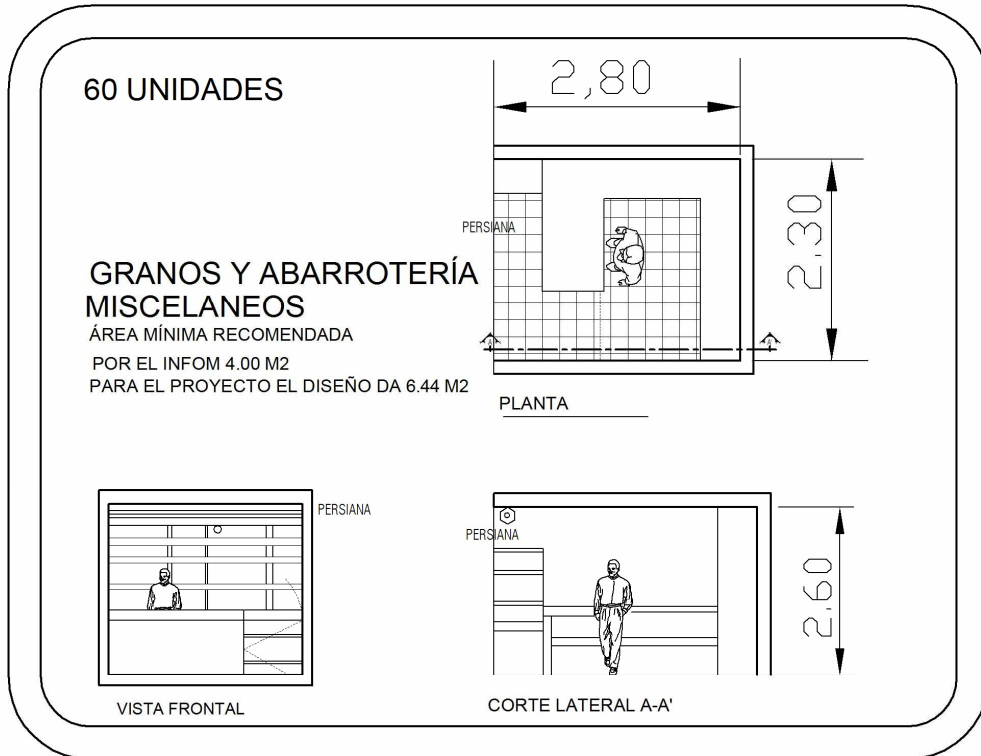 60 UNIDADES
2,80
PERSIANA
2.30
GRANOS Y ABARROTERÍA
MISCELANEOS
ÁREA MÍNIMA RECOMENDADA
POR EL INFOM 4.00 M2
PARA EL PROYECTO EL DISEÑO DA 6.44 M2
A
A'
PLANTA
PERSIANA
PERSIANA
2.60
VISTA FRONTAL
CORTE LATERAL A-A'